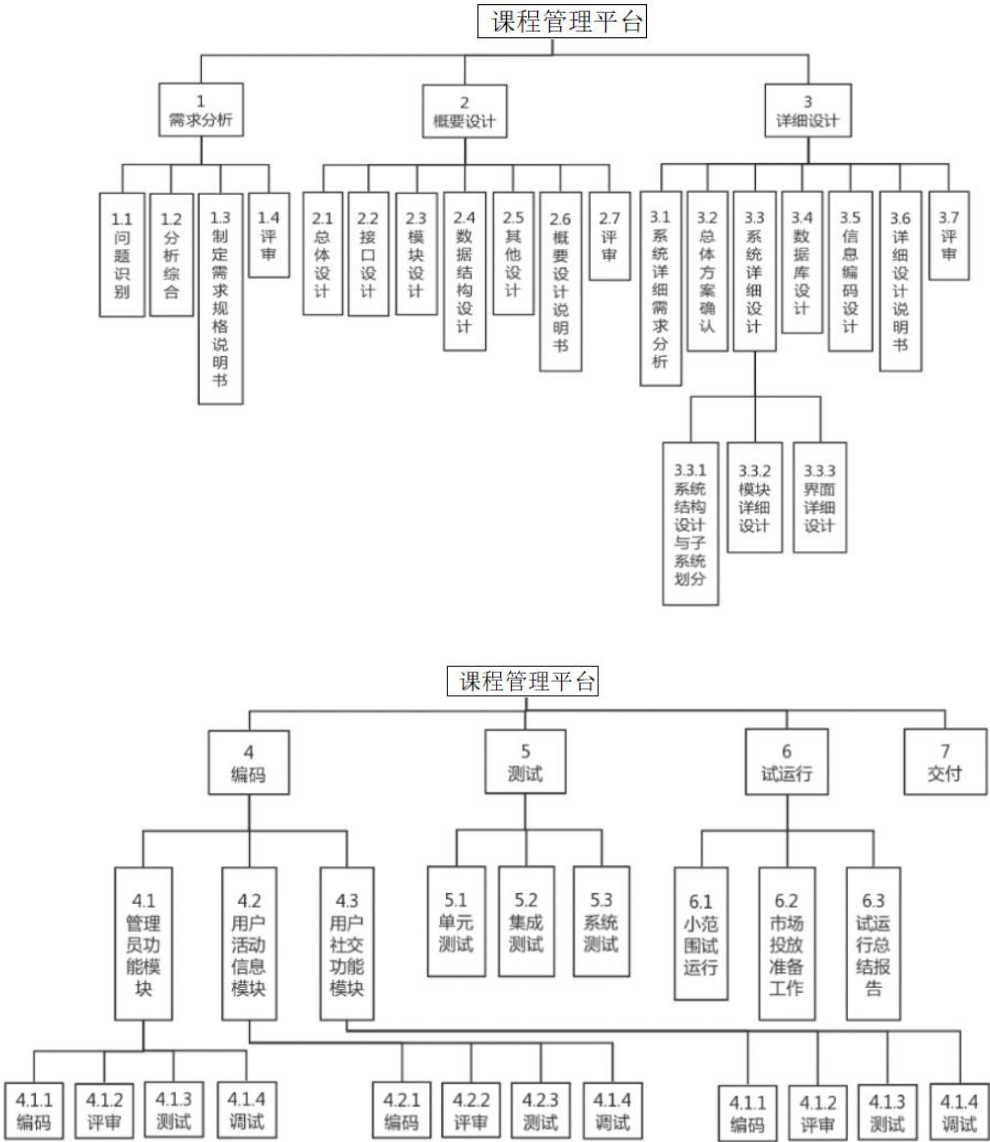 课程管理平台
1
需求分析
2
概要设计
3
详细设计
1.1
问
题
识
别
1.2
分
析
综
合
1.3
制
定
需
求
规
格
说
明
书
1.4
评
审
2.1
总
体
设
计
2.2
接
口
设
计
2.3
模
块
设
计
2.4
数
据
结
构
设
计
2.5
其
他
设
计
2.6
概
要
设
计
说
明
书
2.7
评
审
3.1
系
统
详
细
需
求
分
析
3.2
总
体
方
案
确
认
3.3
系
统
详
细
设
计
3.4
数
据
库
设
计
3.5
信
息
编
码
设
计
3.6
详
细
设
计
说
明
书
3.7
评
审
3.3.1
系统
结构
设计
与子
系统
划分
3.3.2
模块
详细
设计
3.3.3
界面
详细
设计
课程管理平台
4
编码
5
测试
6
试运行
7
交付
4.1
管理
员功
能模
块
4.2
用户
活动
信息
模块
4.3
用户
社交
功能
模块
5.1
单元
测试
5.2
集成
测试
5.3
系统
测试
6.1
小范
围试
运行
6.2
市场
投放
准备
工作
6.3
试运
行总
结报
告
4.1.1
编码
4.1.2
评审
4.1.3
测试
4.1.4
调试
4.2.1
编码
4.2.2
评审
4.2.3
测试
4.1.4
调试
4.1.1
编码
4.1.2
评审
4.1.3
测试
4.1.4
调试